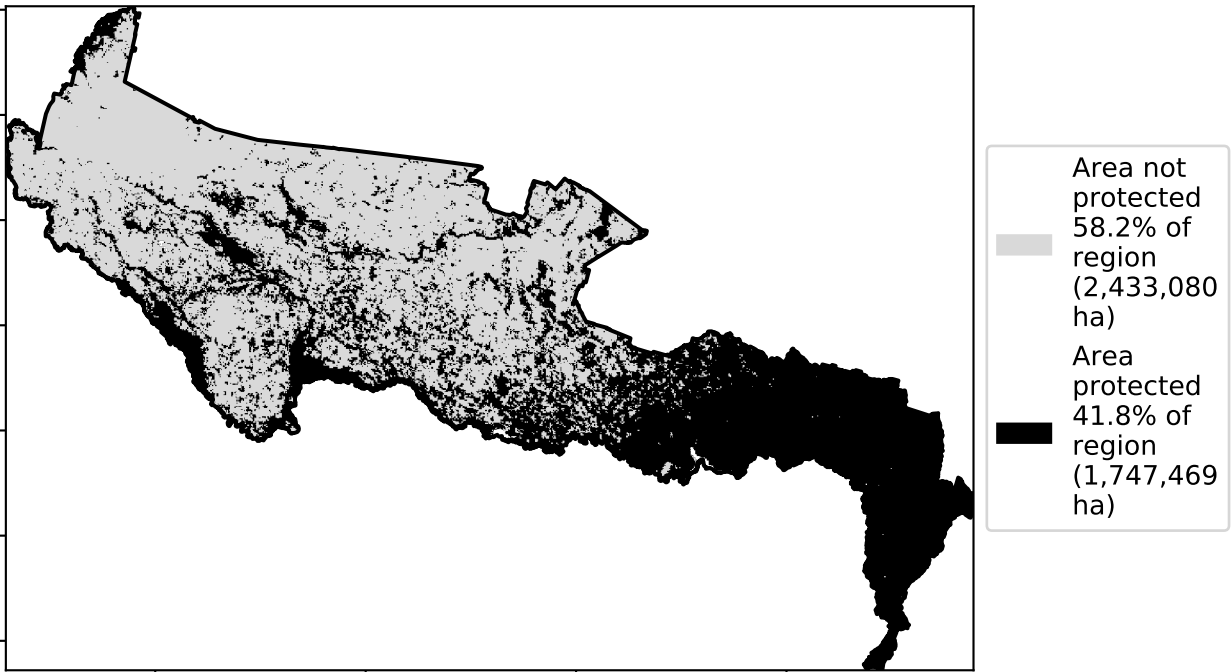 Area not
protected
58.2% of
region
(2,433,080
ha)
Area
protected
41.8% of
region
(1,747,469
ha)